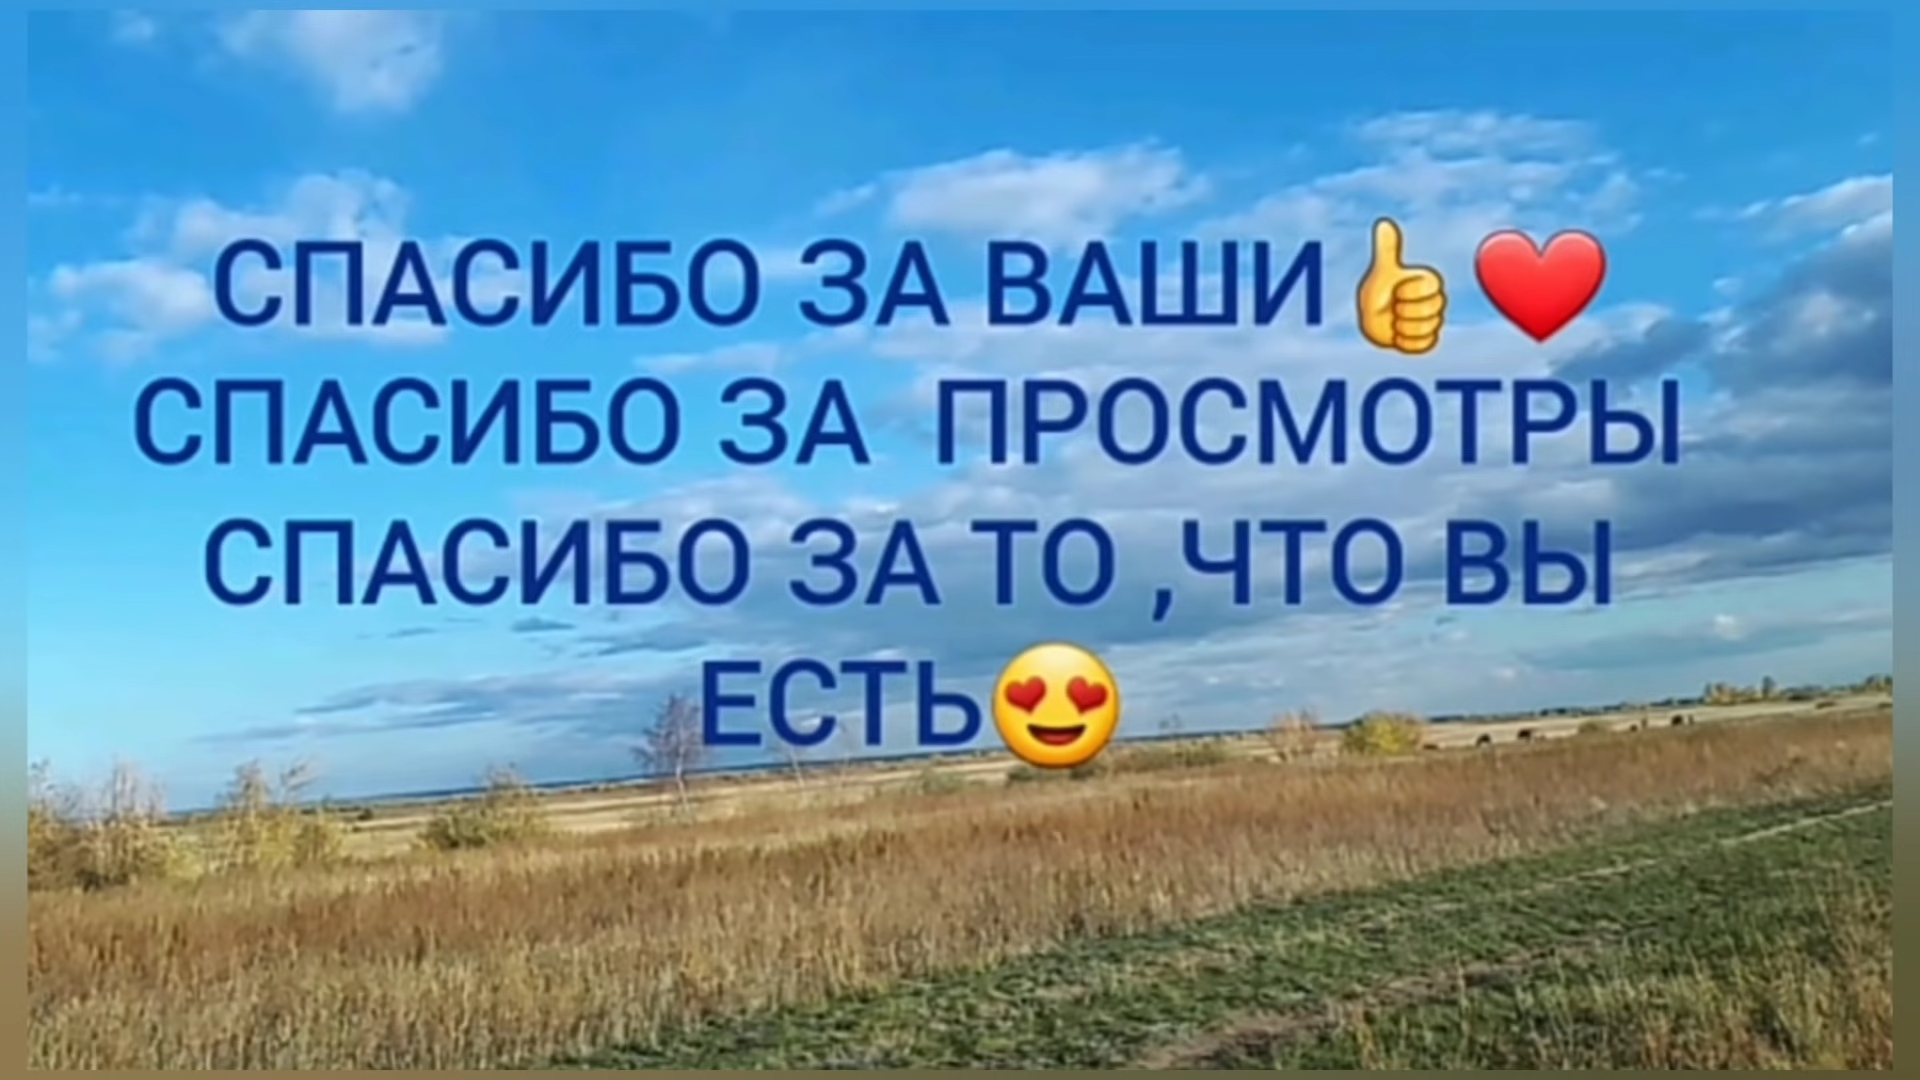 СПАСИБО ЗА ВАШИ👍❤️
СПАСИБО ЗА ПРОСМОТРЫ
СПАСИБО ЗА ТО ,ЧТО ВЫ
ЕСТЬ😍